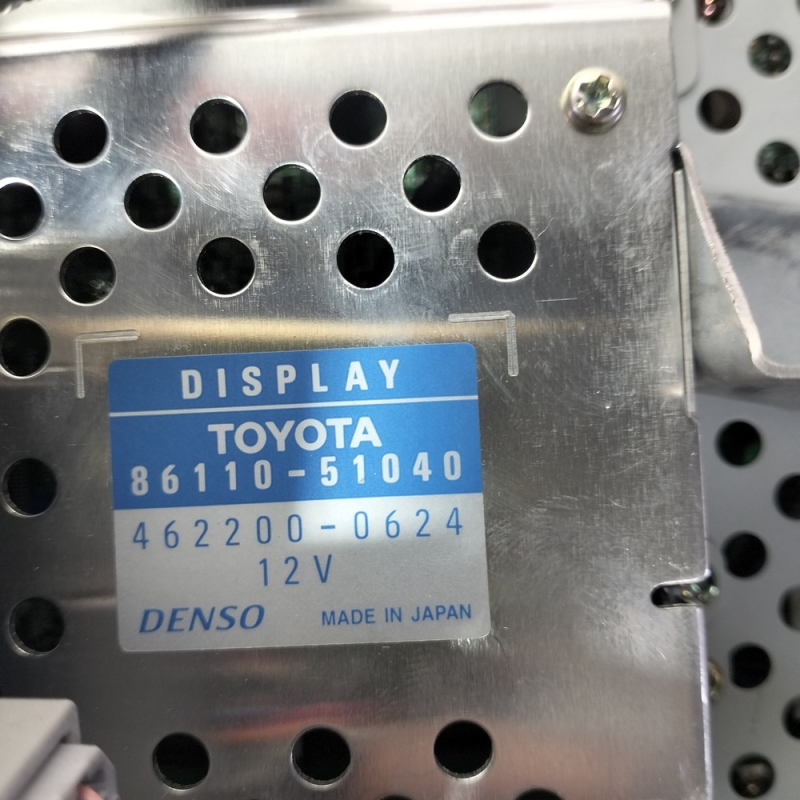 DISPLAY
TOYOTA
86110-51040
462200-0624
12V
DENSO MADE IN JAPAN